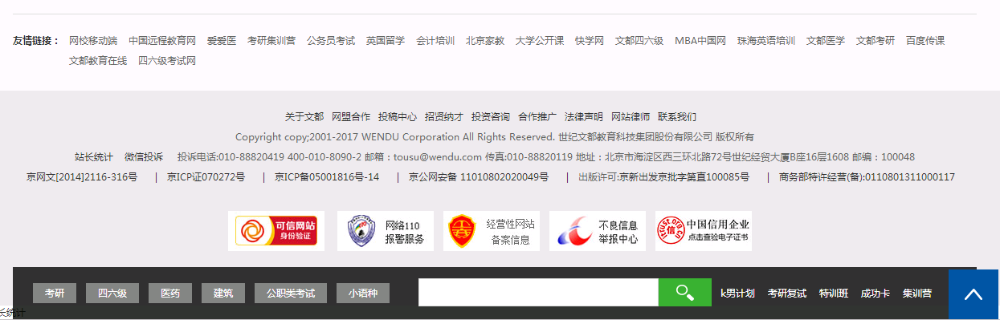 友情链接： 网校移动端 中国远程教育网 爱爱医 考研集训营 公务员考试 英国留学 会计培训 北京家教 大学公开课 快学网 文都四六级 MBA中国网 珠海英语培训 文都医学 文都考研 百度传课
文都教育在线 四六级考试网
关于文都 网盟合作 投稿中心 招贤纳才 投资咨询 合作推广 法律声明 网站律师 联系我们
Copyright copy;2001-2017 WENDU Corporation All Rights Reserved. 世纪文都教育科技集团股份有限公司 版权所有
站长统计 微信投诉 投诉电话:010-88820419 400-010-8090-2 邮箱：tousu@wendu.com 传真:010-88820119 地址：北京市海淀区西三环北路72号世纪经贸大厦B座16层1608 邮编：100048
京网文[2014]2116-316号 | 京ICP证070272号 | 京ICP备05001816号-14 | 京公网安备 11010802020049号 | 出版许可:京新出发京批字第直100085号 | 商务部特许经营(备):0110801311000117
可信网站 身份验证
网络110 报警服务
经营性网站 备案信息
不良信息 举报中心
itrust.org.cn 信 中国信用企业 点击查验电子证书
考研 四六级 医药 建筑 公职类考试 小语种 k男计划 考研复试 特训班 成功卡 集训营
长统计